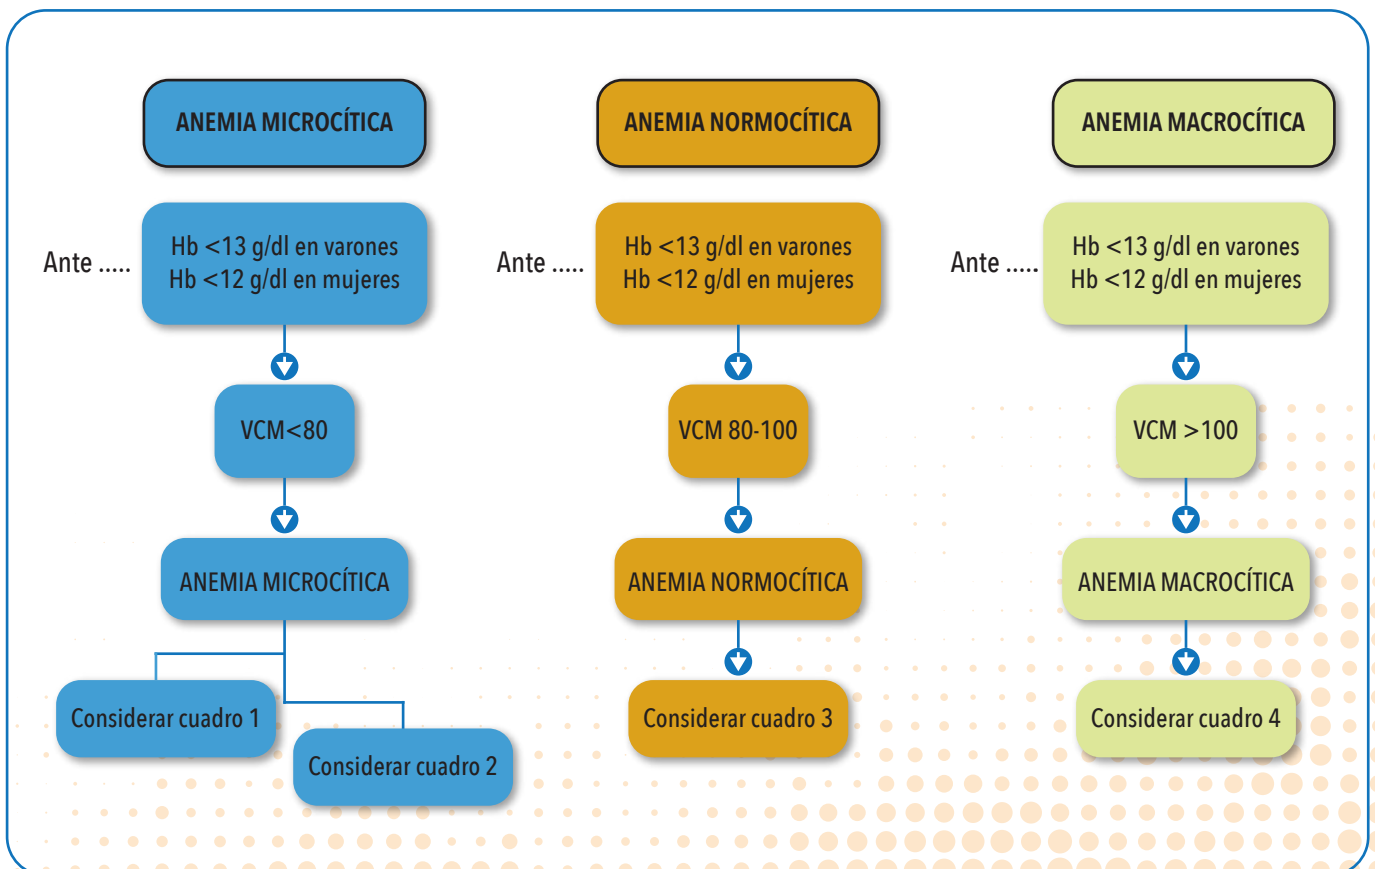 ANEMIA MICROCÍTICA
Ante .....
Hb <13 g/dl en varones
Hb <12 g/dl en mujeres
VCM<80
ANEMIA MICROCÍTICA
Considerar cuadro 1
Considerar cuadro 2
ANEMIA NORMOCÍTICA
Ante .....
Hb <13 g/dl en varones
Hb <12 g/dl en mujeres
VCM 80-100
ANEMIA NORMOCÍTICA
Considerar cuadro 3
ANEMIA MACROCÍTICA
Ante .....
Hb <13 g/dl en varones
Hb <12 g/dl en mujeres
VCM >100
ANEMIA MACROCÍTICA
Considerar cuadro 4